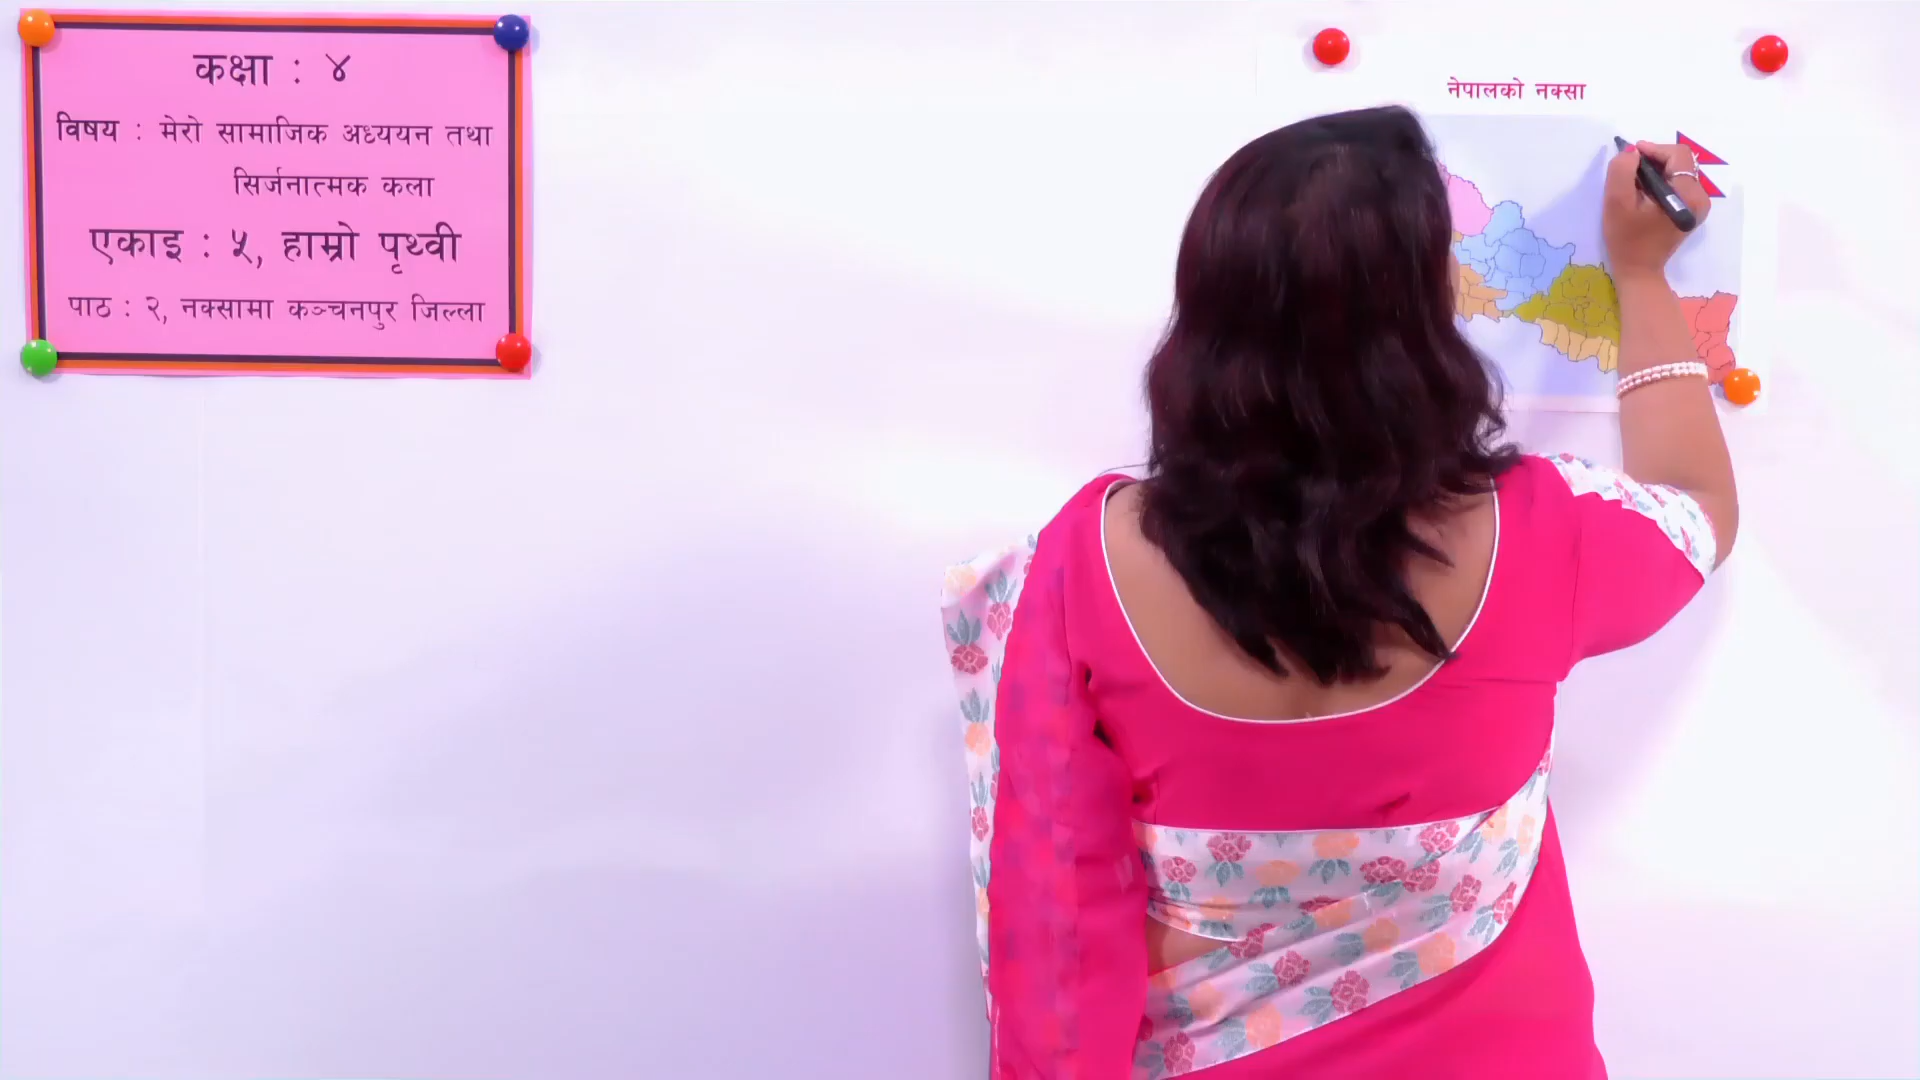 कक्षा : ४
विषय : मेरो सामाजिक अध्ययन तथा
सिर्जनात्मक कला
एकाइ : ५, हाम्रो पृथ्वी
पाठ : २, नक्सामा कञ्चनपुर जिल्ला
नेपालको नक्सा